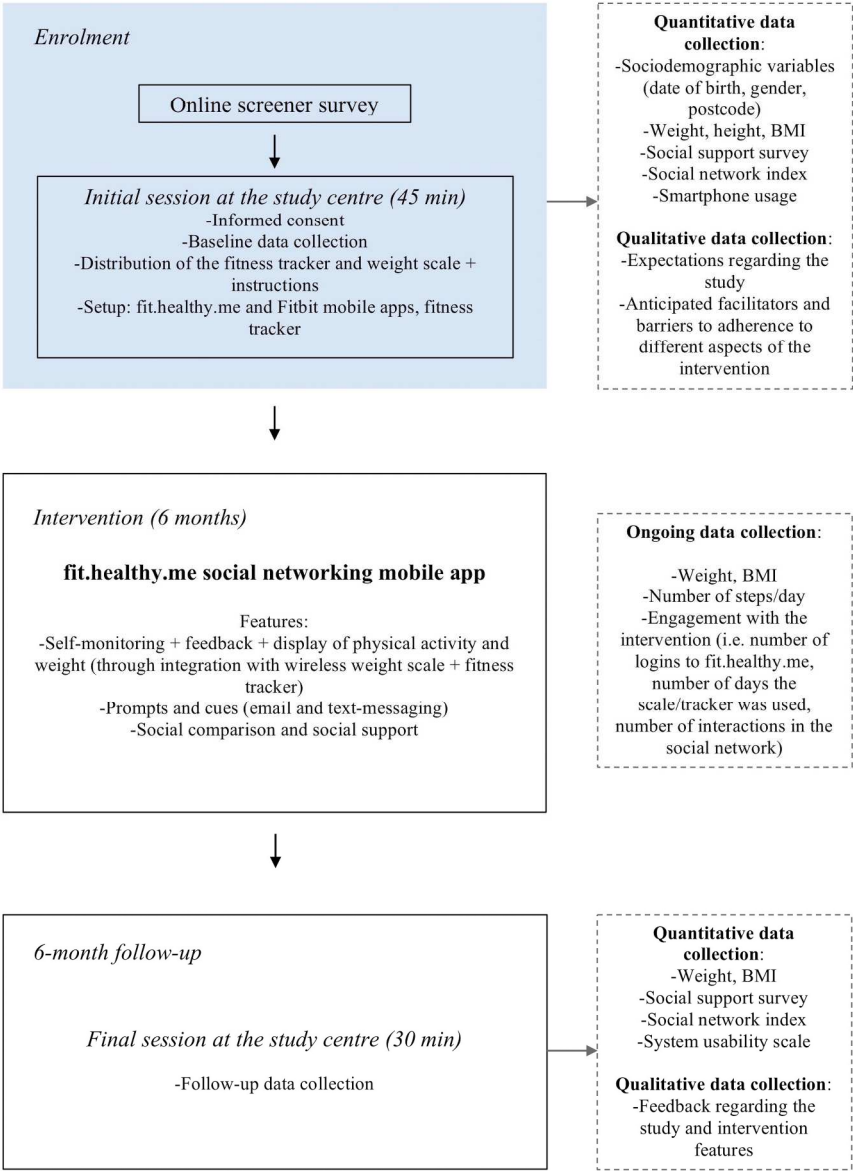 Enrolment
Online screener survey
Initial session at the study centre (45 min)
-Informed consent
-Baseline data collection
-Distribution of the fitness tracker and weight scale +
instructions
-Setup: fit.healthy.me and Fitbit mobile apps, fitness
tracker
Quantitative data
collection:
-Sociodemographic variables
(date of birth, gender,
postcode)
-Weight, height, BMI
-Social support survey
-Social network index
-Smartphone usage
Qualitative data collection:
-Expectations regarding the
study
-Anticipated facilitators and
barriers to adherence to
different aspects of the
intervention
Intervention (6 months)
fit.healthy.me social networking mobile app
Features:
-Self-monitoring + feedback + display of physical activity and
weight (through integration with wireless weight scale + fitness
tracker)
-Prompts and cues (email and text-messaging)
-Social comparison and social support
Ongoing data collection:
-Weight, BMI
-Number of steps/day
-Engagement with the
intervention (i.e. number of
logins to fit.healthy.me,
number of days the
scale/tracker was used,
number of interactions in the
social network)
6-month follow-up
Final session at the study centre (30 min)
-Follow-up data collection
Quantitative data
collection:
-Weight, BMI
-Social support survey
-Social network index
-System usability scale
Qualitative data collection:
-Feedback regarding the
study and intervention
features